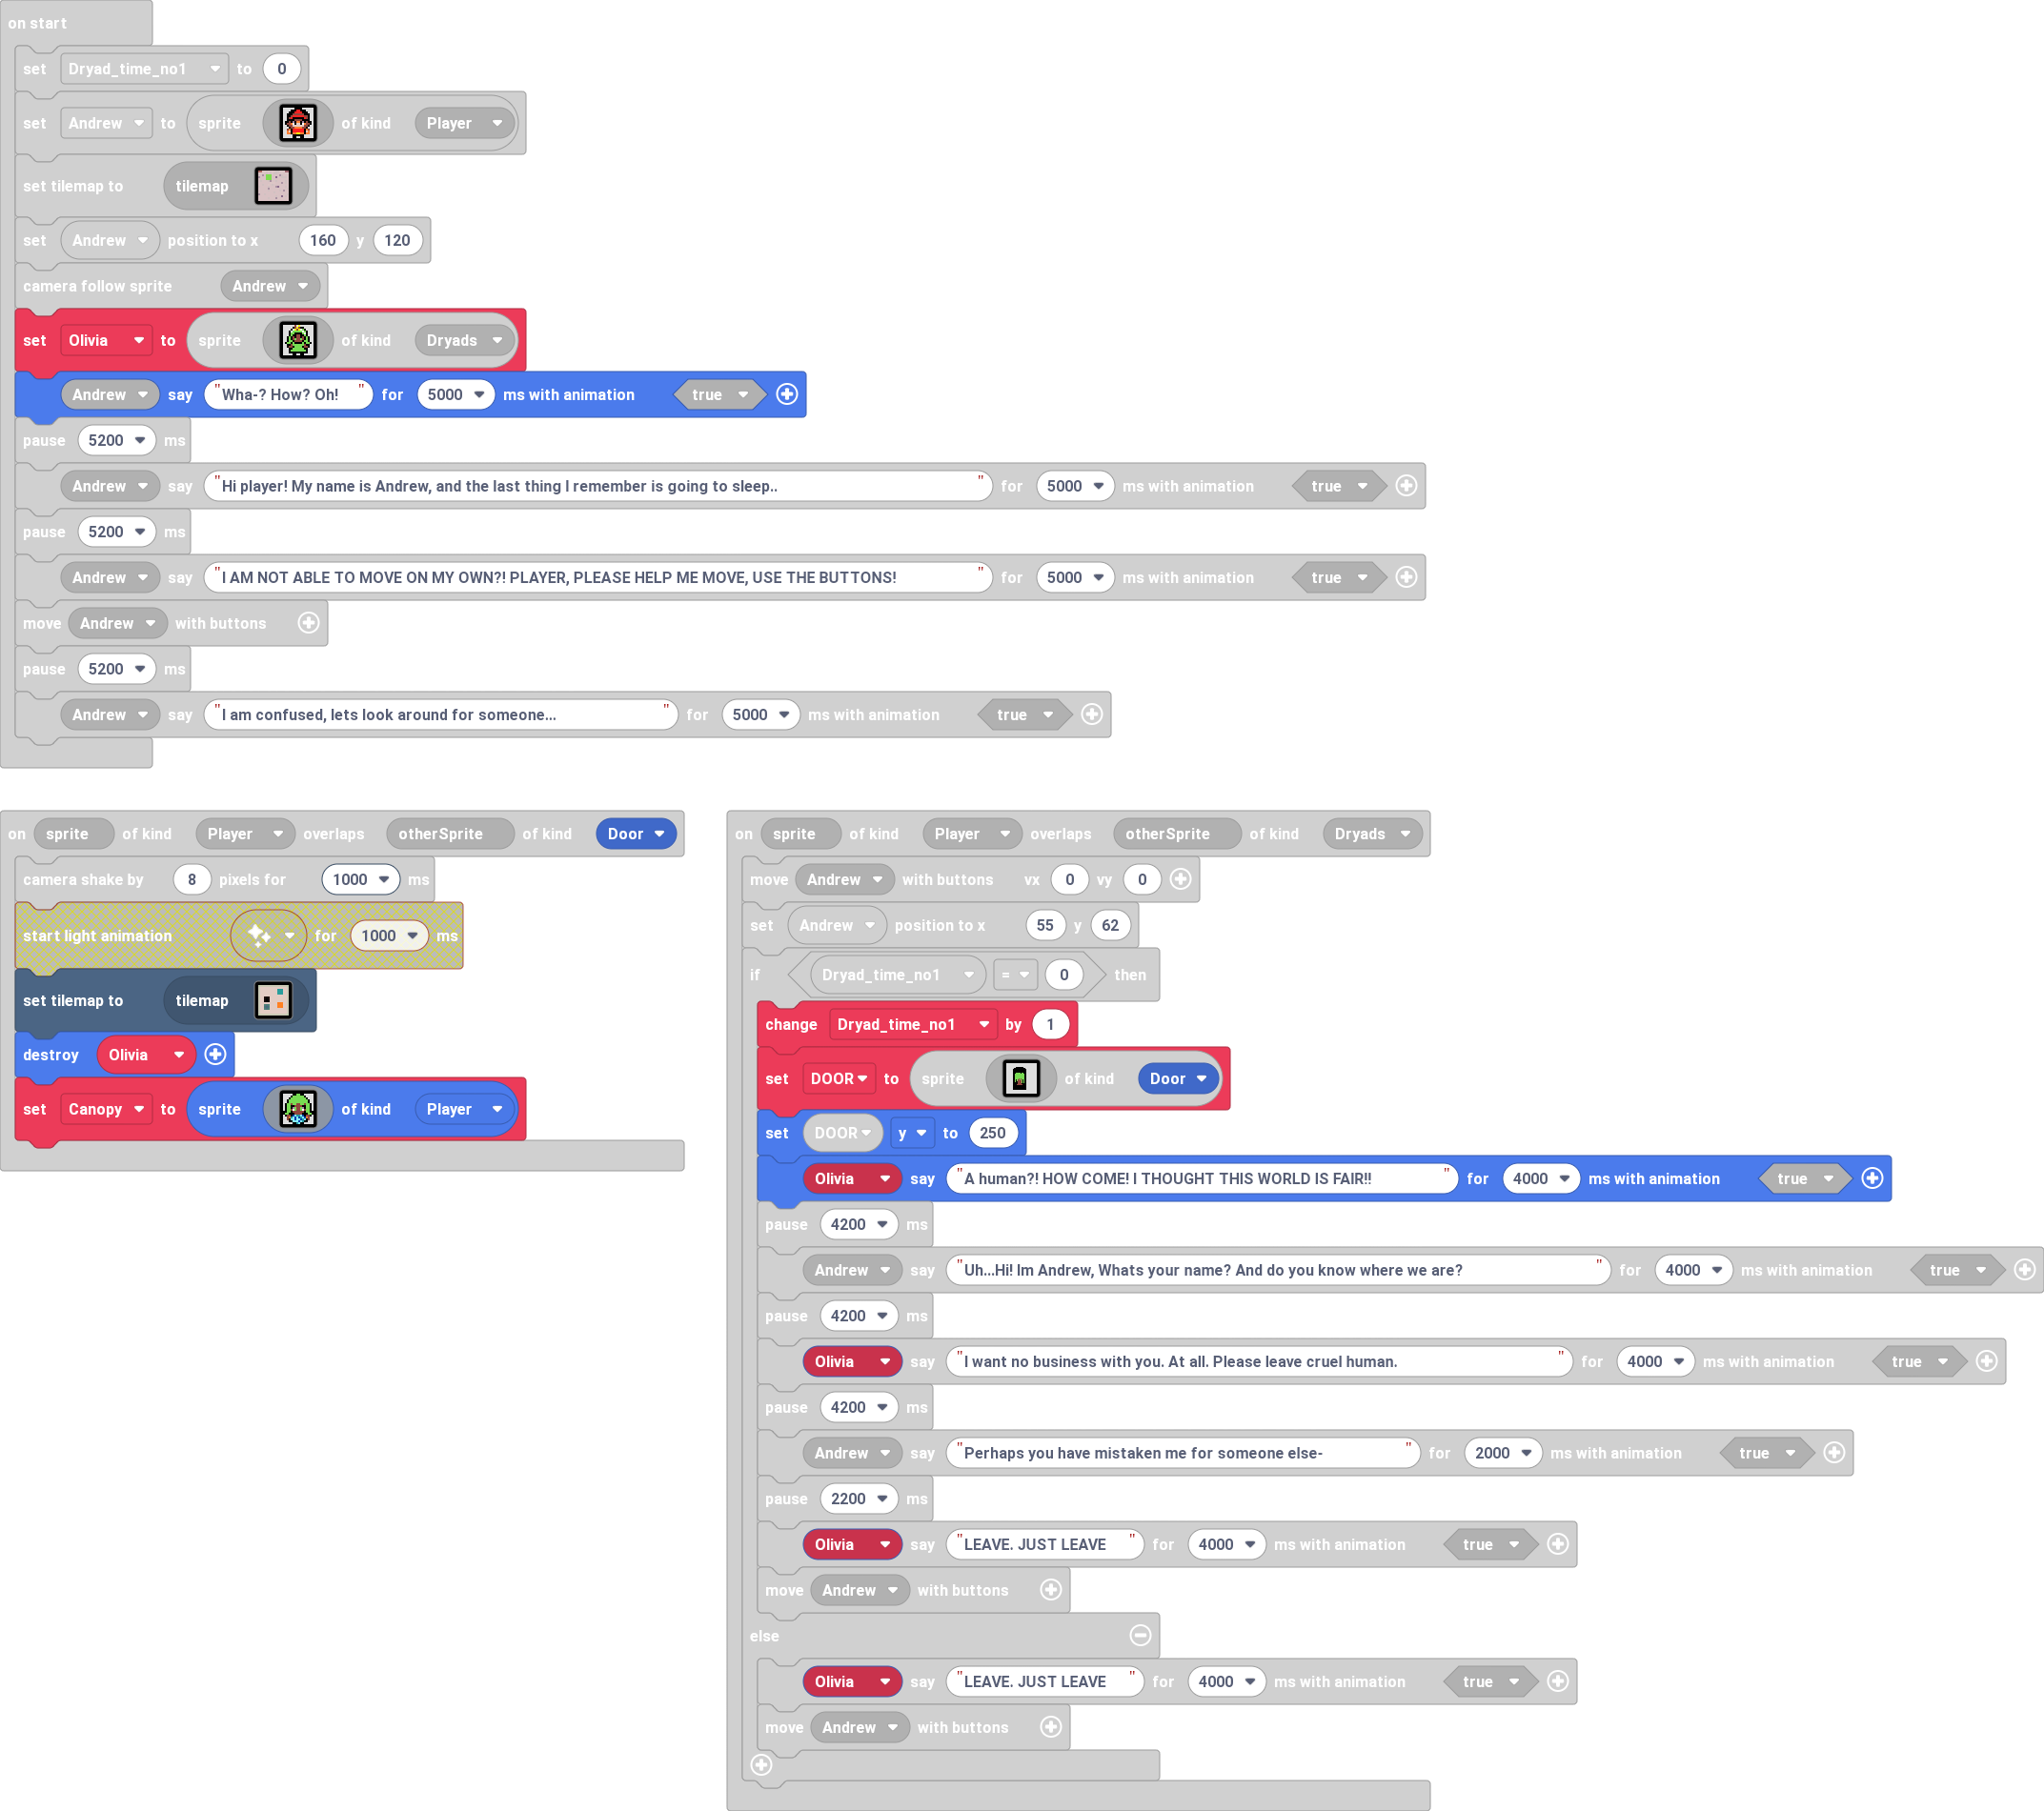 on start
set Dryad_time_no1 to 0
set Andrew to sprite of kind Player
set tilemap to tilemap
set Andrew position to x 160 y 120
camera follow sprite Andrew
set Olivia to sprite of kind Dryads
Andrew say "Wha-? How? Oh!" for 5000 ms with animation true
pause 5200 ms
Andrew say "Hi player! My name is Andrew, and the last thing I remember is going to sleep.." for 5000 ms with animation true
pause 5200 ms
Andrew say "I AM NOT ABLE TO MOVE ON MY OWN?! PLAYER, PLEASE HELP ME MOVE, USE THE BUTTONS!" for 5000 ms with animation true
move Andrew with buttons
pause 5200 ms
Andrew say "I am confused, lets look around for someone..." for 5000 ms with animation true
on sprite of kind Player overlaps otherSprite of kind Door
camera shake by 8 pixels for 1000 ms
start light animation for 1000 ms
set tilemap to tilemap
destroy Olivia
set Canopy to sprite of kind Player
on sprite of kind Player overlaps otherSprite of kind Dryads
move Andrew with buttons vx 0 vy 0
set Andrew position to x 55 y 62
if Dryad_time_no1 = 0 then
change Dryad_time_no1 by 1
set DOOR to sprite of kind Door
set DOOR y to 250
Olivia say "A human?! HOW COME! I THOUGHT THIS WORLD IS FAIR!!" for 4000 ms with animation true
pause 4200 ms
Andrew say "Uh...Hi! Im Andrew, Whats your name? And do you know where we are?" for 4000 ms with animation true
pause 4200 ms
Olivia say "I want no business with you. At all. Please leave cruel human." for 4000 ms with animation true
pause 4200 ms
Andrew say "Perhaps you have mistaken me for someone else-" for 2000 ms with animation true
pause 2200 ms
Olivia say "LEAVE. JUST LEAVE" for 4000 ms with animation true
move Andrew with buttons
else
Olivia say "LEAVE. JUST LEAVE" for 4000 ms with animation true
move Andrew with buttons